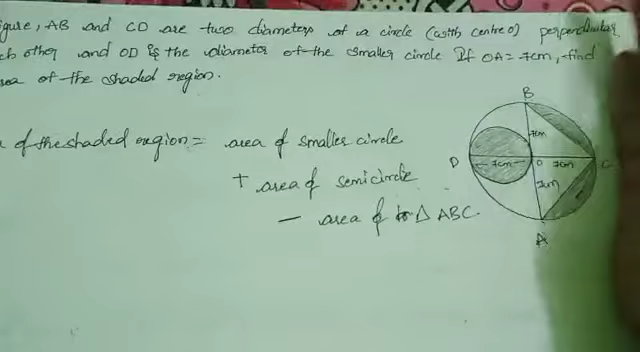 igure, AB and CD are two diameters of a circle (with centre O) perpendicular
ch other and OD is the diameter of the smaller circle If OA = 7cm, find
rea of the shaded region.
a of the shaded region = area of smaller circle
+ area of semicircle
- area of Δ ABC
B
7cm
D
7cm
O
7cm
C
7cm
A